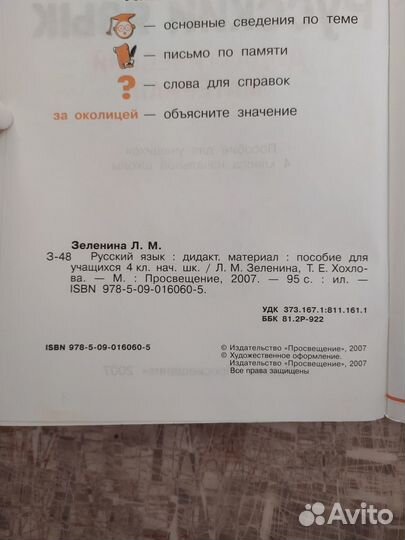 — основные сведения по теме
— письмо по памяти
? — слова для справок
за околицей — объясните значение
Зеленина Л. М.
З-48 Русский язык : дидакт. материал : пособие для
учащихся 4 кл. нач. шк. / Л. М. Зеленина, Т. Е. Хохло-
ва. — М. : Просвещение, 2007. — 95 с. : ил. —
ISBN 978-5-09-016060-5.
УДК 373.167.1:811.161.1
ББК 81.2Р-922
ISBN 978-5-09-016060-5
© Издательство «Просвещение», 2007
© Художественное оформление.
Издательство «Просвещение», 2007
Все права защищены
Avito